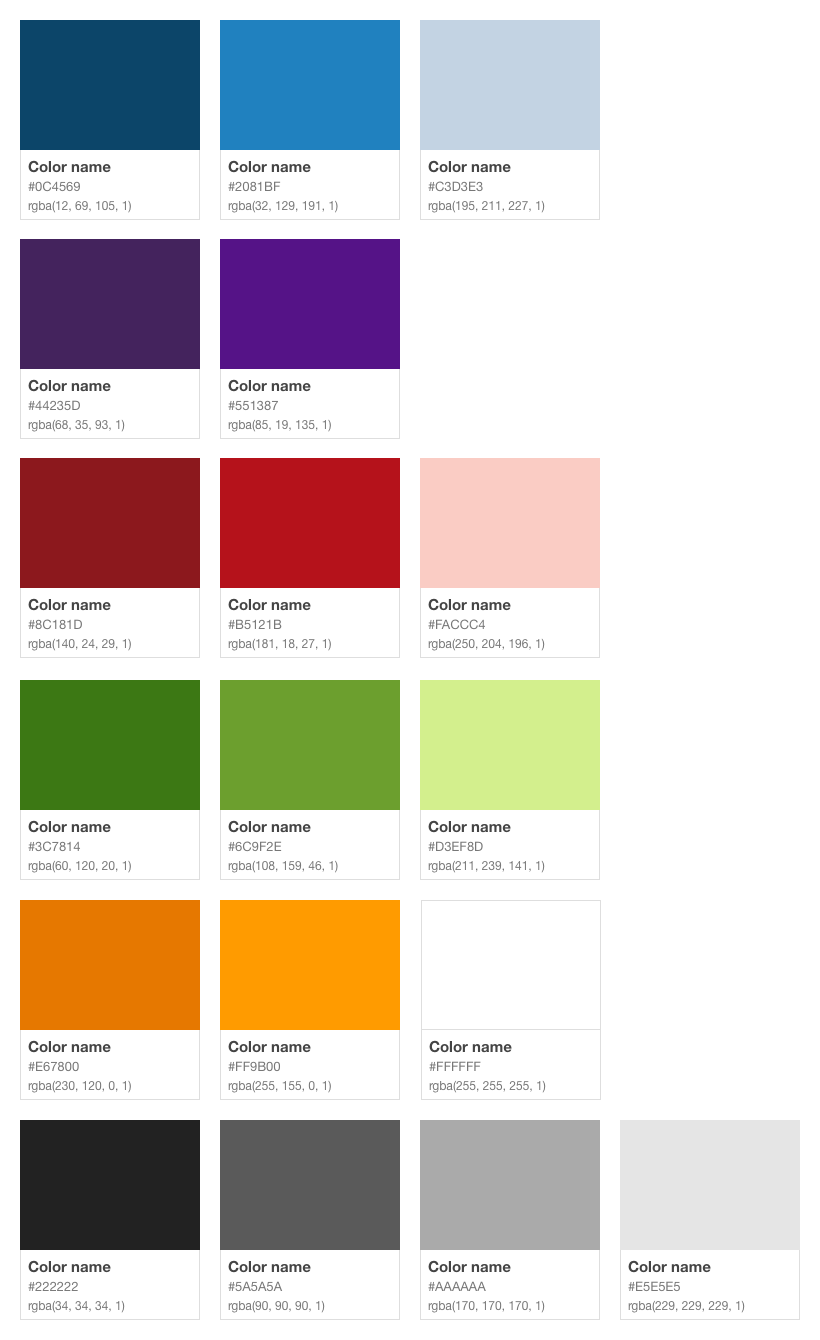 Color name
#0C4569
rgba(12, 69, 105, 1)
Color name
#2081BF
rgba(32, 129, 191, 1)
Color name
#C3D3E3
rgba(195, 211, 227, 1)
Color name
#44235D
rgba(68, 35, 93, 1)
Color name
#551387
rgba(85, 19, 135, 1)
Color name
#8C181D
rgba(140, 24, 29, 1)
Color name
#B5121B
rgba(181, 18, 27, 1)
Color name
#FACCC4
rgba(250, 204, 196, 1)
Color name
#3C7814
rgba(60, 120, 20, 1)
Color name
#6C9F2E
rgba(108, 159, 46, 1)
Color name
#D3EF8D
rgba(211, 239, 141, 1)
Color name
#E67800
rgba(230, 120, 0, 1)
Color name
#FF9B00
rgba(255, 155, 0, 1)
Color name
#FFFFFF
rgba(255, 255, 255, 1)
Color name
#222222
rgba(34, 34, 34, 1)
Color name
#5A5A5A
rgba(90, 90, 90, 1)
Color name
#AAAAAA
rgba(170, 170, 170, 1)
Color name
#E5E5E5
rgba(229, 229, 229, 1)